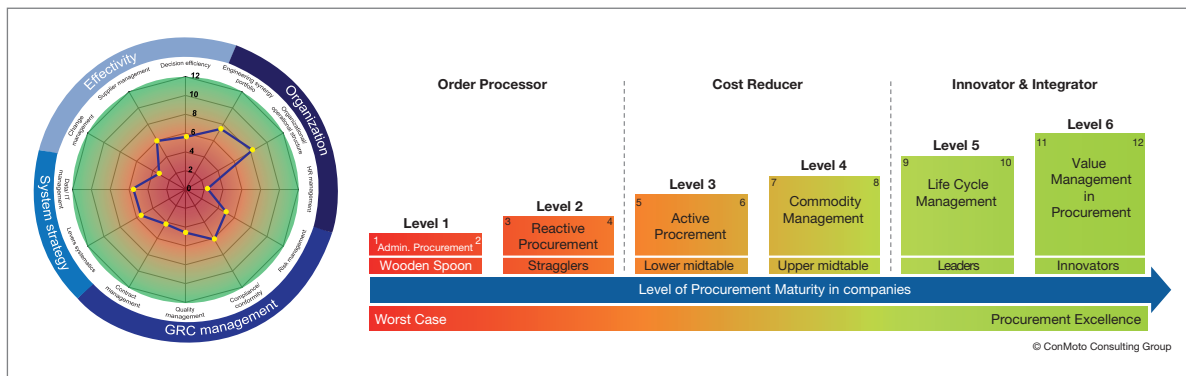 Effectivity
Organization
GRC management
System strategy
Decision efficiency
Engineering synergy
portfolio
Organizational/
operational structure
HR management
Risk management
Compliance/
conformity
Quality
management
Contract
management
Levers systematics
Data/ IT
management
Change
management
Supplier management
12
10
8
6
4
2
0
Order Processor
Cost Reducer
Innovator & Integrator
Level 1
1 Admin. Procurement 2
Wooden Spoon
Level 2
3 4
Reactive
Procurement
Stragglers
Level 3
5 6
Active
Procrement
Lower midtable
Level 4
7 8
Commodity
Management
Upper midtable
Level 5
9 10
Life Cycle
Management
Leaders
Level 6
11 12
Value
Management
in
Procurement
Innovators
Level of Procurement Maturity in companies
Worst Case Procurement Excellence
© ConMoto Consulting Group